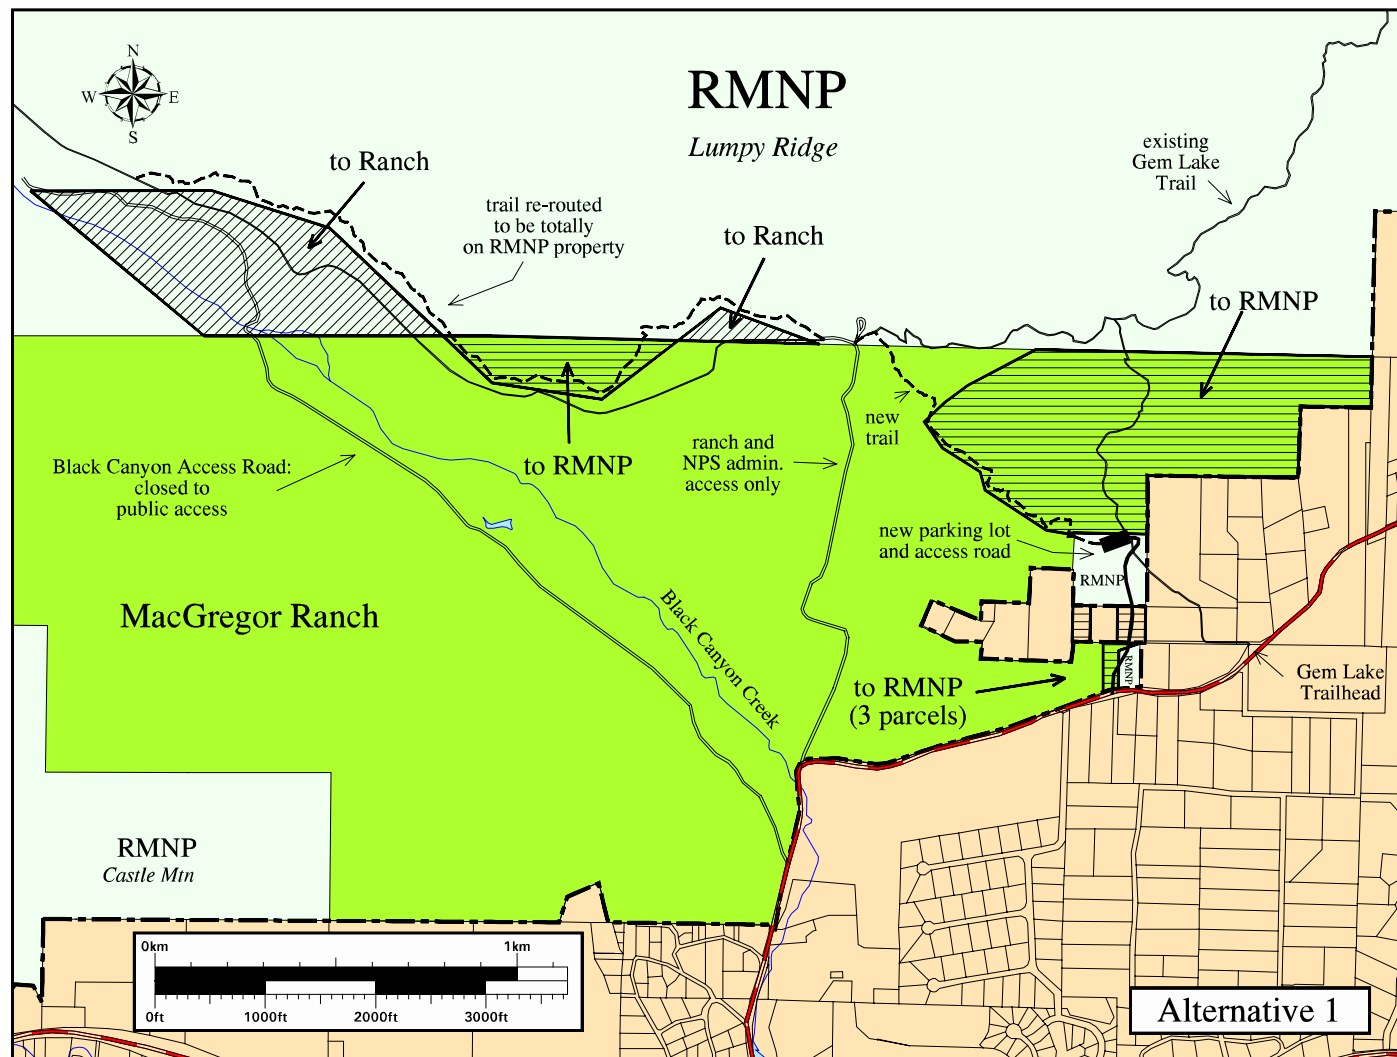 N
W
E
S
RMNP
Lumpy Ridge
existing
Gem Lake
Trail
to Ranch
trail re-routed
to be totally
on RMNP property
to Ranch
to RMNP
new
trail
ranch and
NPS admin.
access only
to RMNP
Black Canyon Access Road:
closed to
public access
new parking lot
and access road
RMNP
MacGregor Ranch
Black Canyon Creek
RMNP
Gem Lake
Trailhead
to RMNP
(3 parcels)
RMNP
Castle Mtn
0km
1km
0ft
1000ft
2000ft
3000ft
Alternative 1